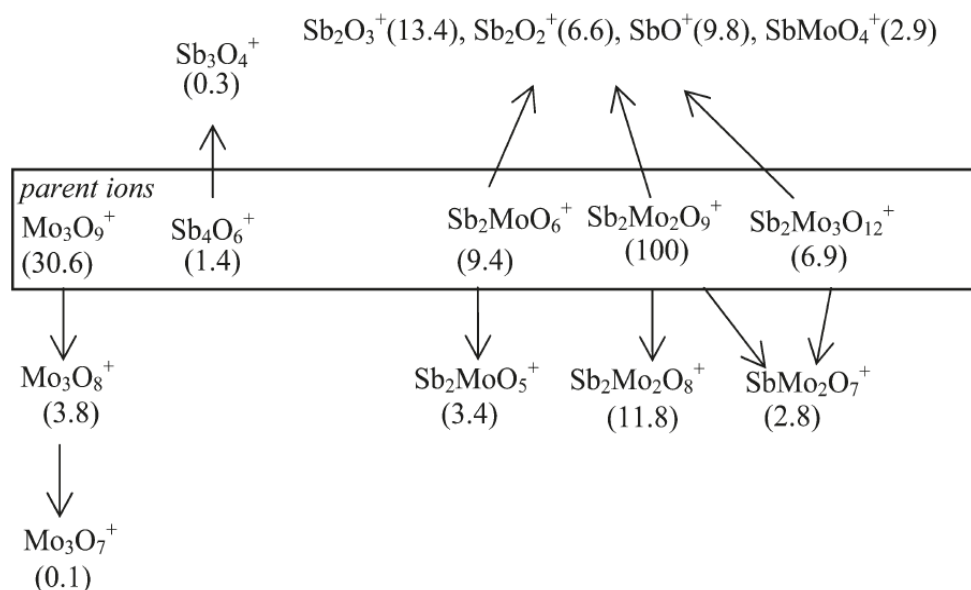 Sb₂O₃⁺(13.4), Sb₂O₂⁺(6.6), SbO⁺(9.8), SbMoO₄⁺(2.9)
Sb₃O₄⁺
(0.3)
parent ions
Mo₃O₉⁺ Sb₄O₆⁺ Sb₂MoO₆⁺ Sb₂Mo₂O₉⁺ Sb₂Mo₃O₁₂⁺
(30.6) (1.4) (9.4) (100) (6.9)
Mo₃O₈⁺ Sb₂MoO₅⁺ Sb₂Mo₂O₈⁺ SbMo₂O₇⁺
(3.8) (3.4) (11.8) (2.8)
Mo₃O₇⁺
(0.1)